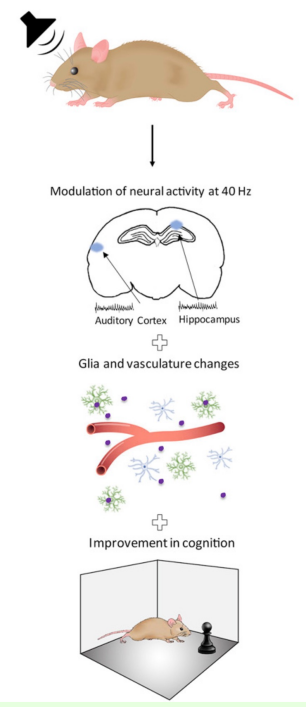 Modulation of neural activity at 40 Hz
Auditory Cortex Hippocampus
Glia and vasculature changes
Improvement in cognition